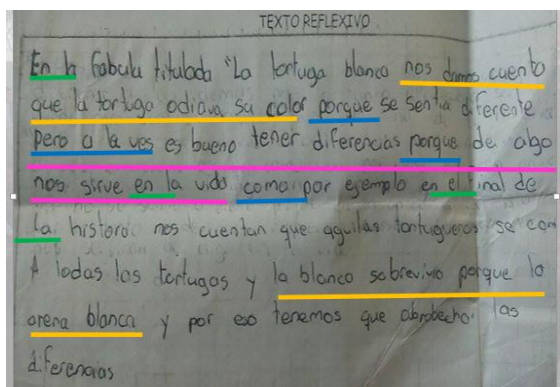 TEXTO REFLEXIVO
En la fabula titulada "La tortuga blanca nos damos cuenta
que la tortuga odiava su color porque se sentia diferente
pero a la ves es bueno tener diferencias porque de algo
nos sirve en la vida como por ejemplo en el final de
la histora nos cuentan que aguilas tortugueras se com
A todas las tortugas y la blanca sobrevivio porque la
arena blanca y por eso tenemos que abrobechar las
diferencias